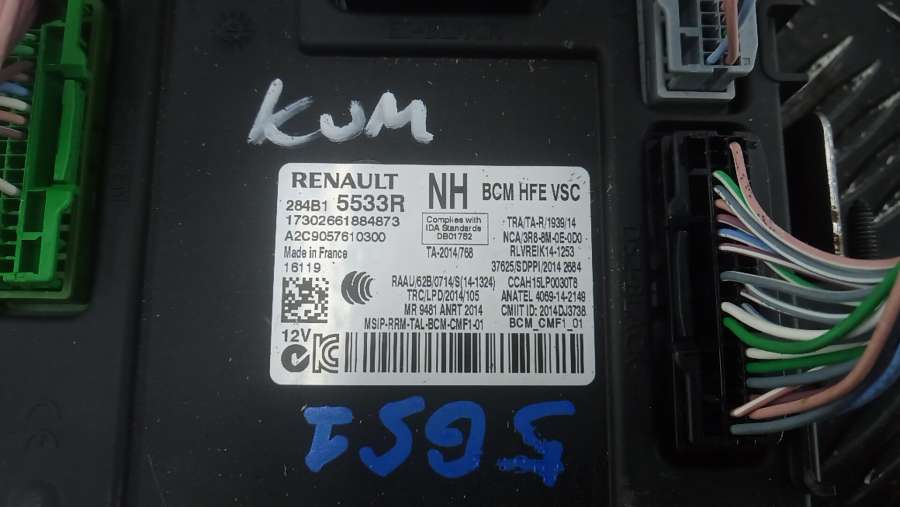 KUM
RENAULT NH BCM HFE VSC
284B1 5533R
17302661884873
A2C9057610300
Made in France
16119
Complies with
IDA Standards
DB01762
TA-2014/768
TRA/TA-R/1939/14
NCA/3R8-8M-0E-0D0
RLVREIK14-1253
37625/SDPPI/2014 2684
RAAU/62B/0714/S(14-1324)
CCAH15LP0030T8
TRC/LPD/2014/105
ANATEL 4069-14-2149
MR 9481 ANRT 2014
CMIIT ID: 2014DJ3738
MSIP-RRM-TAL-BCM-CMF1-01
BCM_CMF1_01
12V